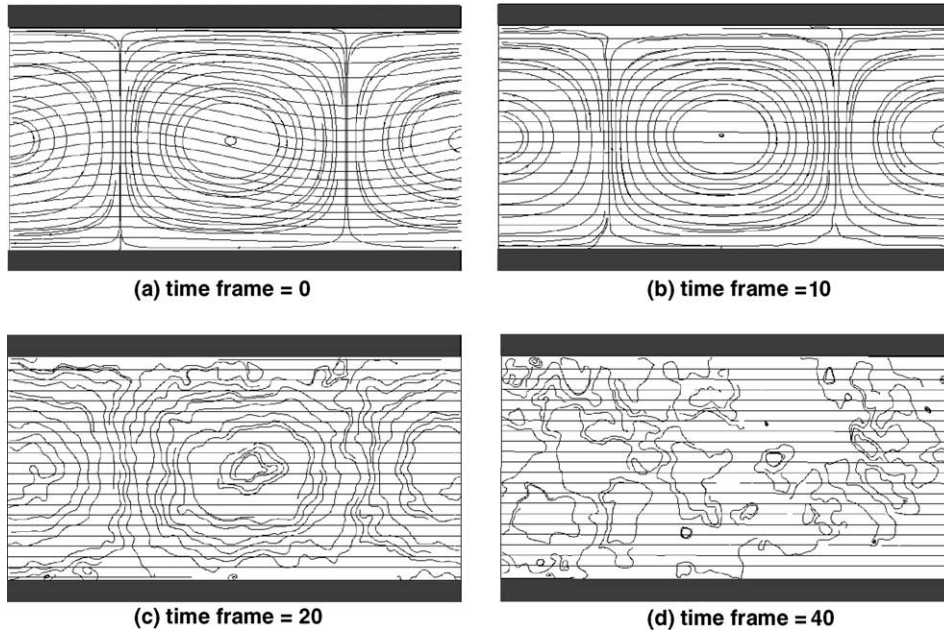 (a) time frame = 0
(b) time frame =10
(c) time frame = 20
(d) time frame = 40